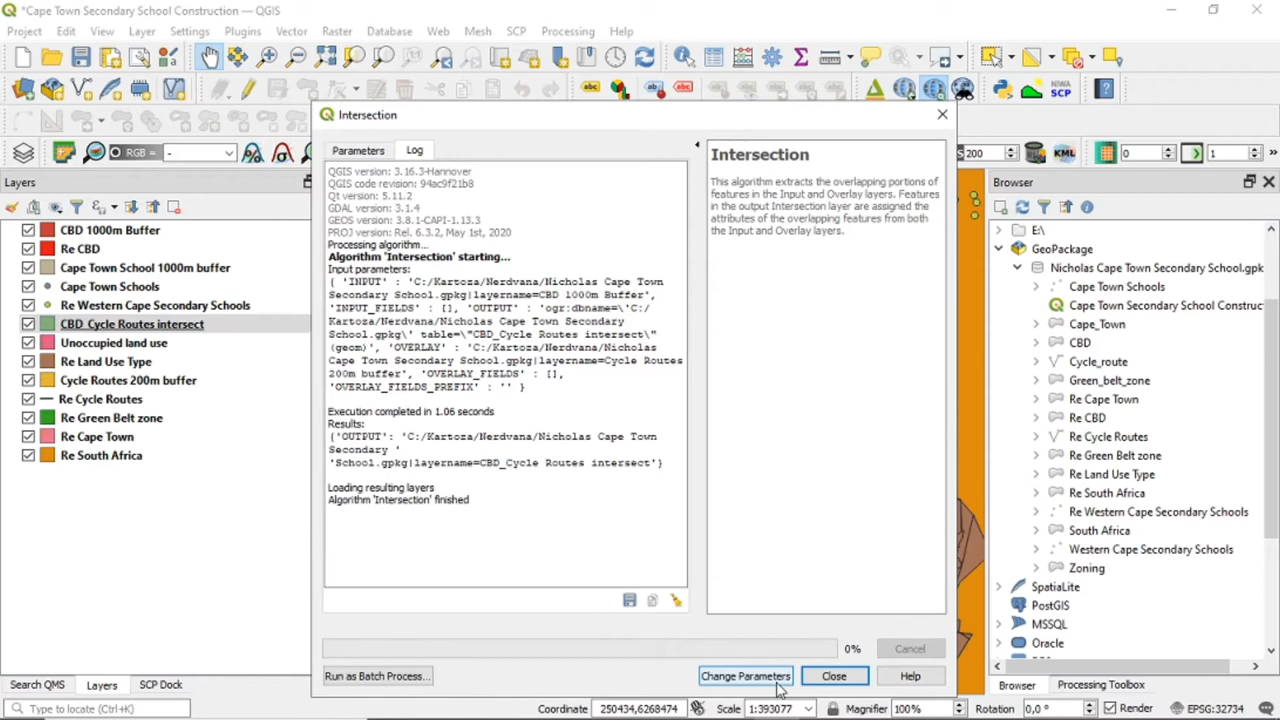 *Cape Town Secondary School Construction — QGIS
Project Edit View Layer Settings Plugins Vector Raster Database Web Mesh SCP Processing Help
abc abc abc
NIWA
SCP
RGB = - 200 KML 0 1 »
Layers
CBD 1000m Buffer
Re CBD
Cape Town School 1000m buffer
Cape Town Schools
Re Western Cape Secondary Schools
CBD_Cycle Routes intersect
Unoccupied land use
Re Land Use Type
Cycle Routes 200m buffer
Re Cycle Routes
Re Green Belt zone
Re Cape Town
Re South Africa
Search QMS Layers SCP Dock
Intersection
Parameters Log
QGIS version: 3.16.3-Hannover
QGIS code revision: 94ac9f21b8
Qt version: 5.11.2
GDAL version: 3.1.4
GEOS version: 3.8.1-CAPI-1.13.3
PROJ version: Rel. 6.3.2, May 1st, 2020
Processing algorithm…
Algorithm 'Intersection' starting…
Input parameters:
{ 'INPUT' : 'C:/Kartoza/Nerdvana/Nicholas Cape Town
Secondary School.gpkg|layername=CBD 1000m Buffer',
'INPUT_FIELDS' : [], 'OUTPUT' : 'ogr:dbname=\'C:/
Kartoza/Nerdvana/Nicholas Cape Town Secondary
School.gpkg\' table=\"CBD_Cycle Routes intersect\"
(geom)', 'OVERLAY' : 'C:/Kartoza/Nerdvana/Nicholas
Cape Town Secondary School.gpkg|layername=Cycle Routes
200m buffer', 'OVERLAY_FIELDS' : [],
'OVERLAY_FIELDS_PREFIX' : '' }
Execution completed in 1.06 seconds
Results:
{'OUTPUT': 'C:/Kartoza/Nerdvana/Nicholas Cape Town
Secondary '
'School.gpkg|layername=CBD_Cycle Routes intersect'}
Loading resulting layers
Algorithm 'Intersection' finished
Intersection
This algorithm extracts the overlapping portions of
features in the Input and Overlay layers. Features
in the output Intersection layer are assigned the
attributes of the overlapping features from both
the Input and Overlay layers.
0% Cancel
Run as Batch Process… Change Parameters Close Help
Browser
E:\
GeoPackage
Nicholas Cape Town Secondary School.gpk
Cape Town Schools
Cape Town Secondary School Construc
Cape_Town
CBD
Cycle_route
Green_belt_zone
Re Cape Town
Re CBD
Re Cycle Routes
Re Green Belt zone
Re Land Use Type
Re South Africa
Re Western Cape Secondary Schools
South Africa
Western Cape Secondary Schools
Zoning
SpatiaLite
PostGIS
MSSQL
Oracle
Browser Processing Toolbox
Type to locate (Ctrl+K) Coordinate 250434,6268474 Scale 1:393077 Magnifier 100% Rotation 0,0 ° Render EPSG:32734